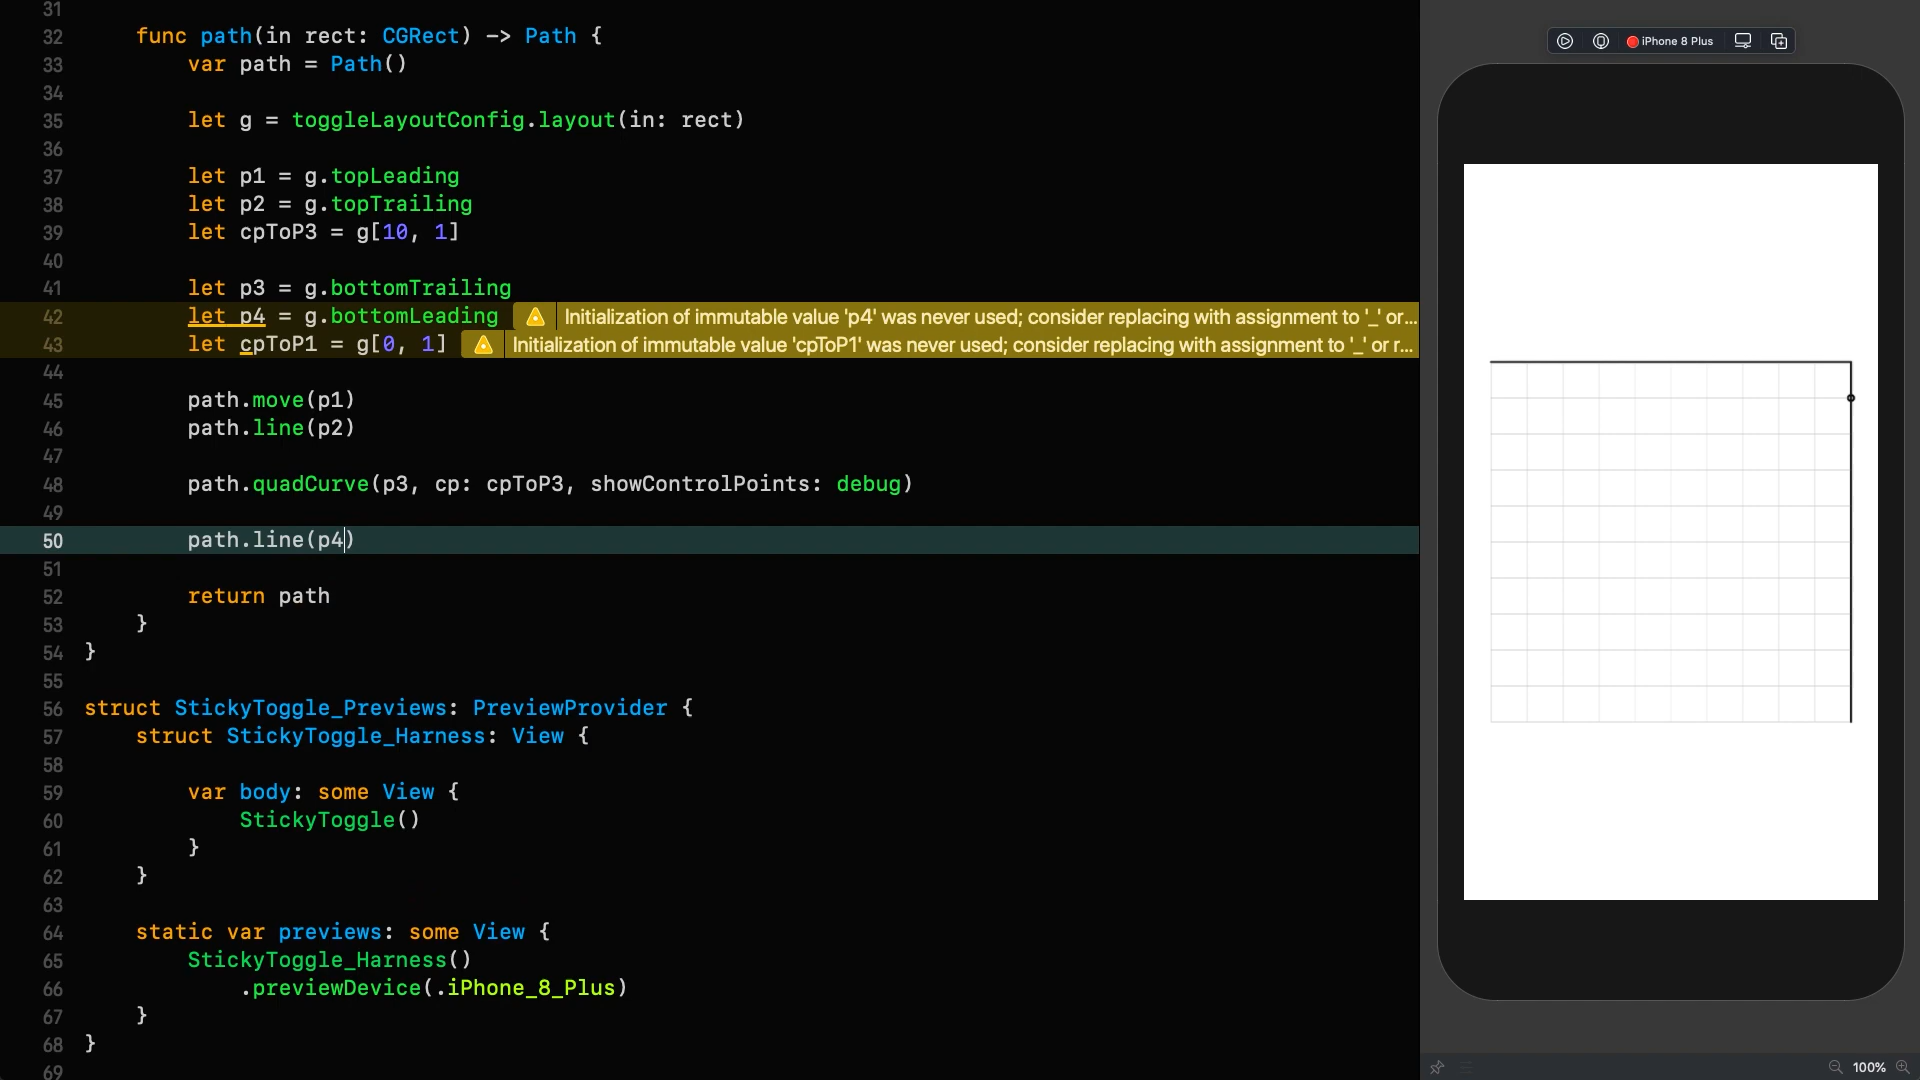 31
32 func path(in rect: CGRect) -> Path {
33 var path = Path()
34
35 let g = toggleLayoutConfig.layout(in: rect)
36
37 let p1 = g.topLeading
38 let p2 = g.topTrailing
39 let cpToP3 = g[10, 1]
40
41 let p3 = g.bottomTrailing
42 let p4 = g.bottomLeading Initialization of immutable value 'p4' was never used; consider replacing with assignment to '_' or...
43 let cpToP1 = g[0, 1] Initialization of immutable value 'cpToP1' was never used; consider replacing with assignment to '_' or r...
44
45 path.move(p1)
46 path.line(p2)
47
48 path.quadCurve(p3, cp: cpToP3, showControlPoints: debug)
49
50 path.line(p4)
51
52 return path
53 }
54 }
55
56 struct StickyToggle_Previews: PreviewProvider {
57 struct StickyToggle_Harness: View {
58
59 var body: some View {
60 StickyToggle()
61 }
62 }
63
64 static var previews: some View {
65 StickyToggle_Harness()
66 .previewDevice(.iPhone_8_Plus)
67 }
68 }
69
iPhone 8 Plus
100%